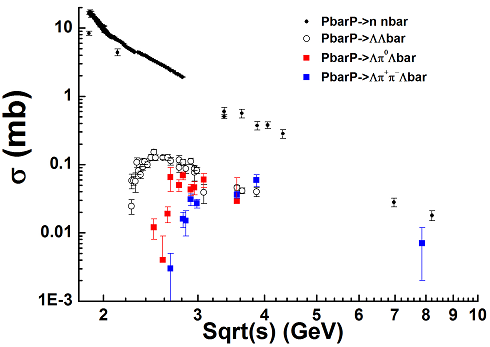 PbarP->n nbar
PbarP->ΛΛbar
PbarP->Λπ⁰Λbar
PbarP->Λπ⁺π⁻Λbar
σ (mb)
10
1
0.1
0.01
1E-3
2 3 4 5 6 7 8 9 10
Sqrt(s) (GeV)